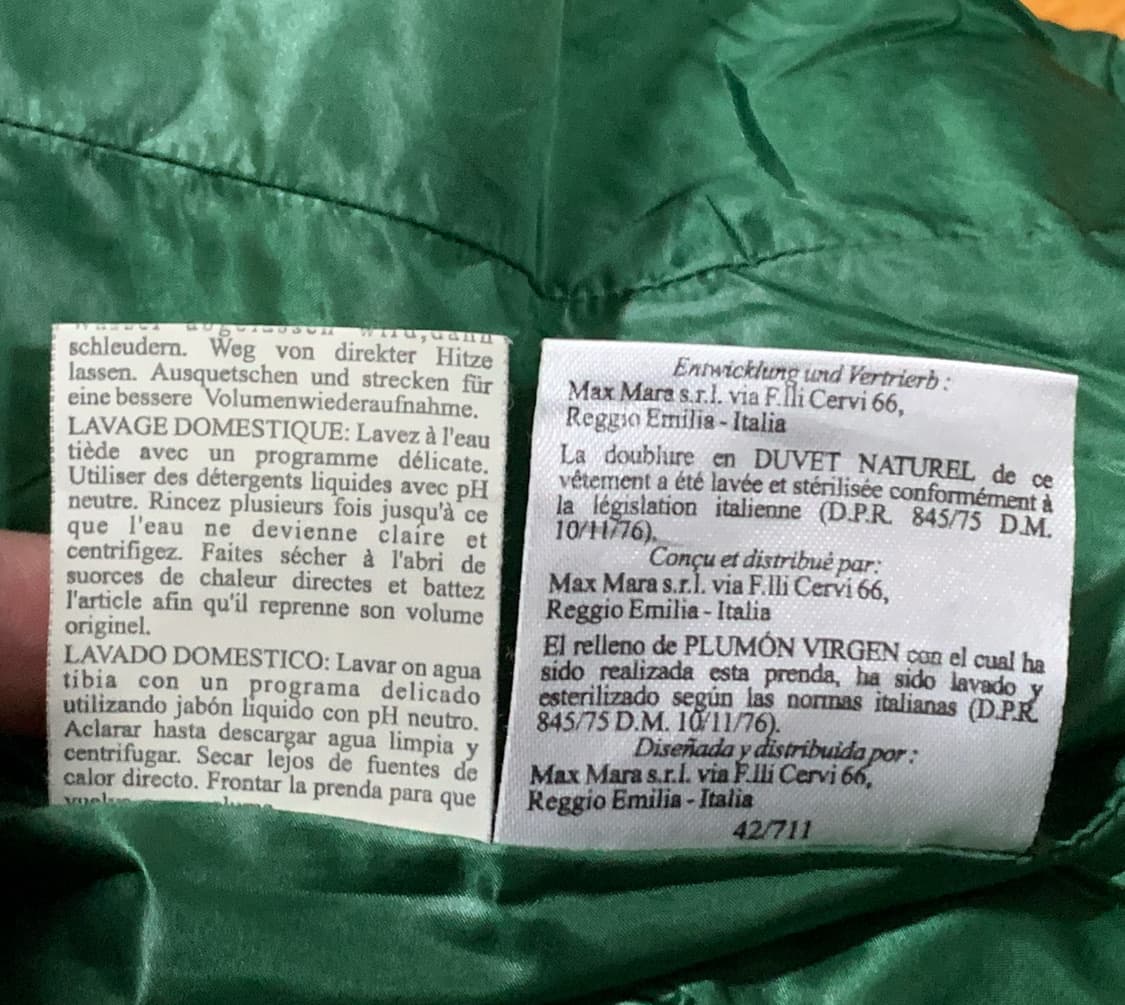 schleudern. Weg von direkter Hitze
lassen. Ausquetschen und strecken für
eine bessere Volumenwiederaufnahme.
LAVAGE DOMESTIQUE: Lavez à l'eau
tiède avec un programme délicate.
Utiliser des détergents liquides avec pH
neutre. Rincez plusieurs fois jusqu'à ce
que l'eau ne devienne claire et
centrifigez. Faites sécher à l'abri de
suorces de chaleur directes et battez
l'article afin qu'il reprenne son volume
originel.
LAVADO DOMESTICO: Lavar on agua
tibia con un programa delicado
utilizando jabón liquido con pH neutro.
Aclarar hasta descargar agua limpia y
centrifugar. Secar lejos de fuentes de
calor directo. Frontar la prenda para que
Entwicklung und Vertrierb :
Max Mara s.r.l. via F.lli Cervi 66,
Reggio Emilia - Italia
La doublure en DUVET NATUREL de ce
vêtement a été lavée et stérilisée conformément à
la législation italienne (D.P.R. 845/75 D.M.
10/11/76).
Conçu et distribué par:
Max Mara s.r.l. via F.lli Cervi 66,
Reggio Emilia - Italia
El relleno de PLUMÓN VIRGEN con el cual ha
sido realizada esta prenda, ha sido lavado y
esterilizado según las normas italianas (D.P.R.
845/75 D.M. 10/11/76).
Diseñada y distribuida por :
Max Mara s.r.l. via F.lli Cervi 66,
Reggio Emilia - Italia
42/711